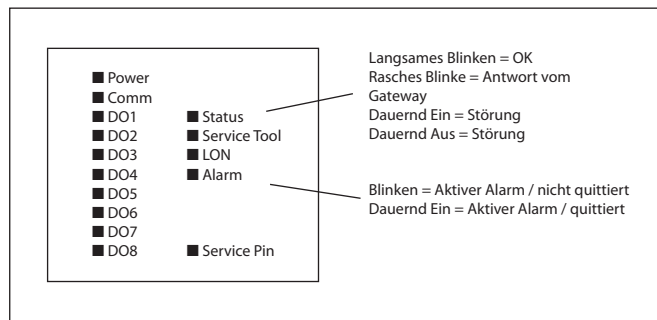 Power
Comm
DO1
DO2
DO3
DO4
DO5
DO6
DO7
DO8
Status
Service Tool
LON
Alarm
Service Pin
Langsames Blinken = OK
Rasches Blinke = Antwort vom
Gateway
Dauernd Ein = Störung
Dauernd Aus = Störung
Blinken = Aktiver Alarm / nicht quittiert
Dauernd Ein = Aktiver Alarm / quittiert